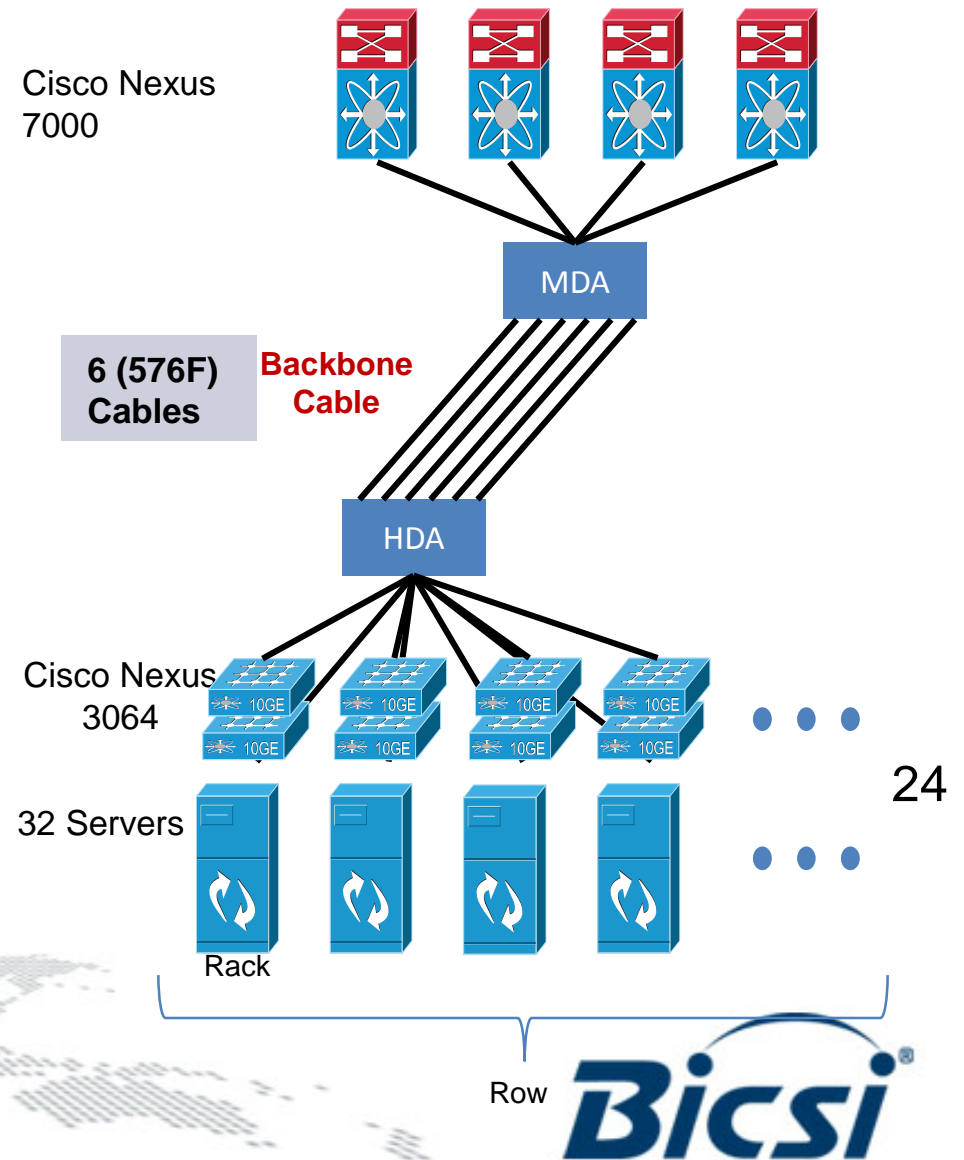 Cisco Nexus
7000
MDA
6 (576F)
Cables
Backbone
Cable
HDA
Cisco Nexus
3064
10GE
10GE
10GE
10GE
10GE
10GE
10GE
10GE
24
32 Servers
Rack
Row
Bicsi®